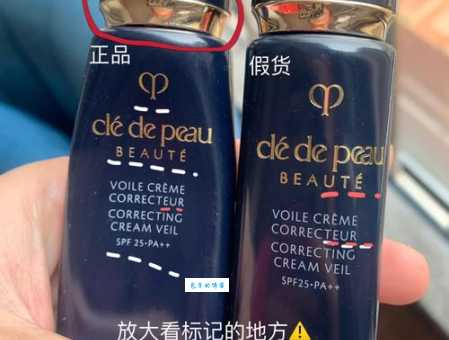 正品
假货
clé de peau
BEAUTÉ
VOILE CRÈME
CORRECTEUR
CORRECTING
CREAM VEIL
SPF 25·PA++
clé de peau
BEAUTÉ
VOILE CRÈME
CORRECTEUR
CORRECTING
CREAM VEIL
SPF25·PA++
放大看标记的地方⚠️